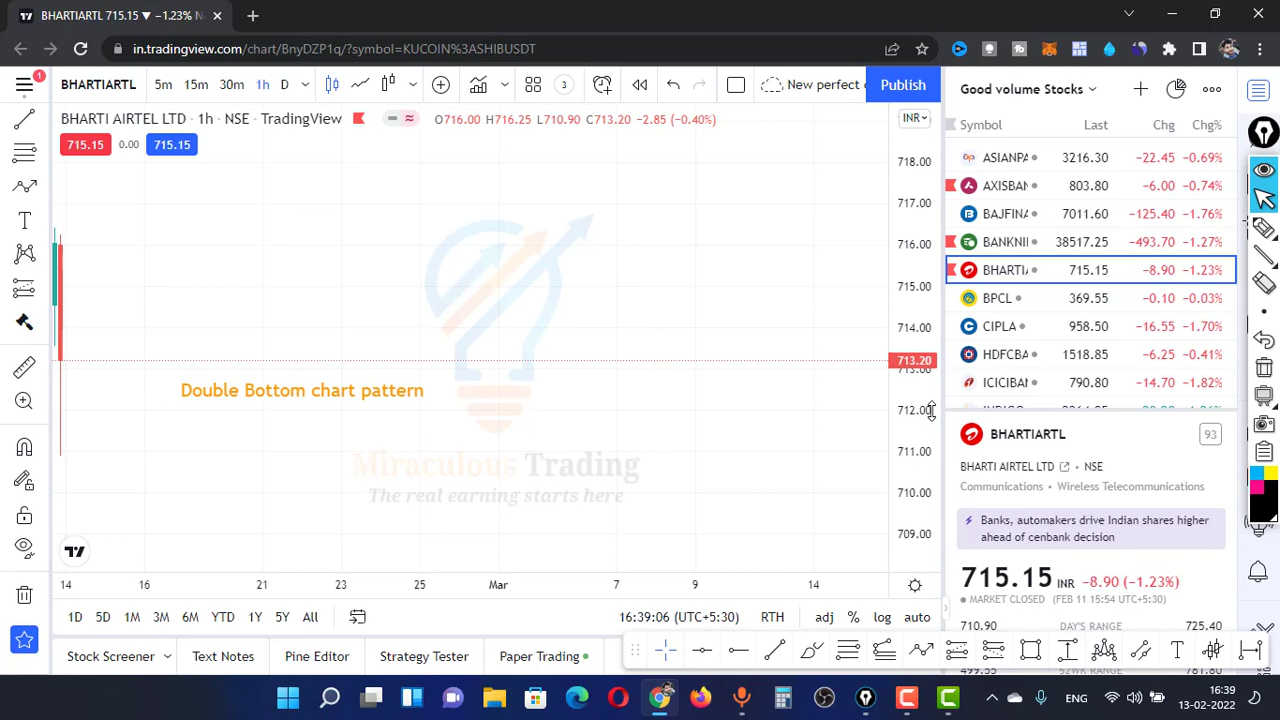 BHARTIARTL 715.15 ▼ −1.23% N
in.tradingview.com/chart/BnyDZP1q/?symbol=KUCOIN%3ASHIBUSDT
1
BHARTIARTL 5m 15m 30m 1h D 3 New perfect Publish
BHARTI AIRTEL LTD · 1h · NSE · TradingView O716.00 H716.25 L710.90 C713.20 −2.85 (−0.40%)
INR
715.15 0.00 715.15
718.00
717.00
716.00
715.00
714.00
713.20
713.00
712.00
711.00
710.00
709.00
Double Bottom chart pattern
Miraculous Trading
The real earning starts here
14 16 21 23 25 Mar 7 9 14
1D 5D 1M 3M 6M YTD 1Y 5Y All 16:39:06 (UTC+5:30) RTH adj % log auto
Stock Screener Text Notes Pine Editor Strategy Tester Paper Trading
Good volume Stocks
Symbol Last Chg Chg%
ASIANPA 3216.30 −22.45 −0.69%
AXISBAN 803.80 −6.00 −0.74%
BAJFINA 7011.60 −125.40 −1.76%
BANKNII 38517.25 −493.70 −1.27%
BHARTIA 715.15 −8.90 −1.23%
BPCL 369.55 −0.10 −0.03%
CIPLA 958.50 −16.55 −1.70%
HDFCBA 1518.85 −6.25 −0.41%
ICICIBAN 790.80 −14.70 −1.82%
BHARTIARTL 93
BHARTI AIRTEL LTD • NSE
Communications • Wireless Telecommunications
Banks, automakers drive Indian shares higher
ahead of cenbank decision
715.15 INR −8.90 (−1.23%)
MARKET CLOSED (FEB 11 15:54 UTC+5:30)
710.90 DAY'S RANGE 725.40
ENG 16:39
13-02-2022